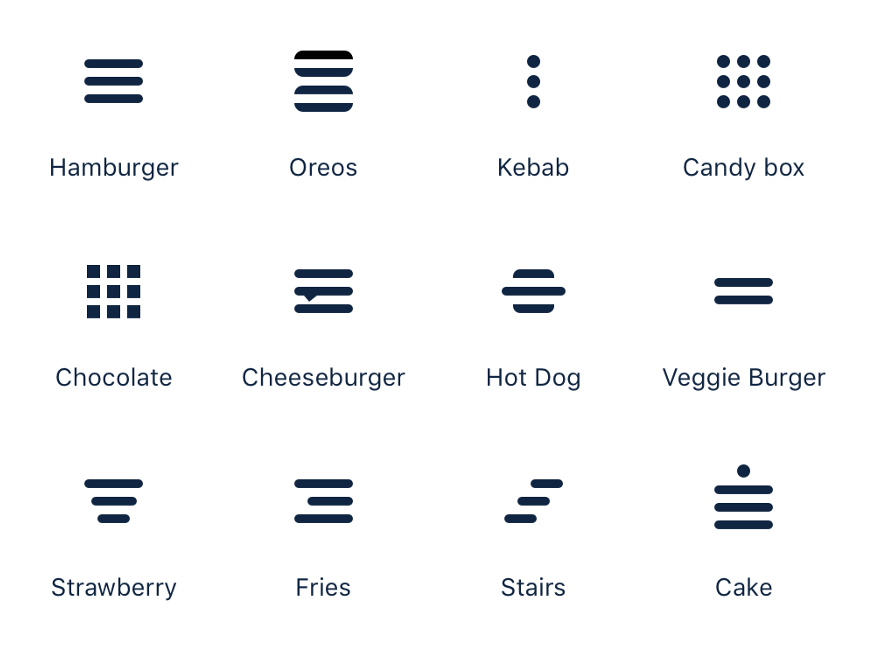 Hamburger
Oreos
Kebab
Candy box
Chocolate
Cheeseburger
Hot Dog
Veggie Burger
Strawberry
Fries
Stairs
Cake